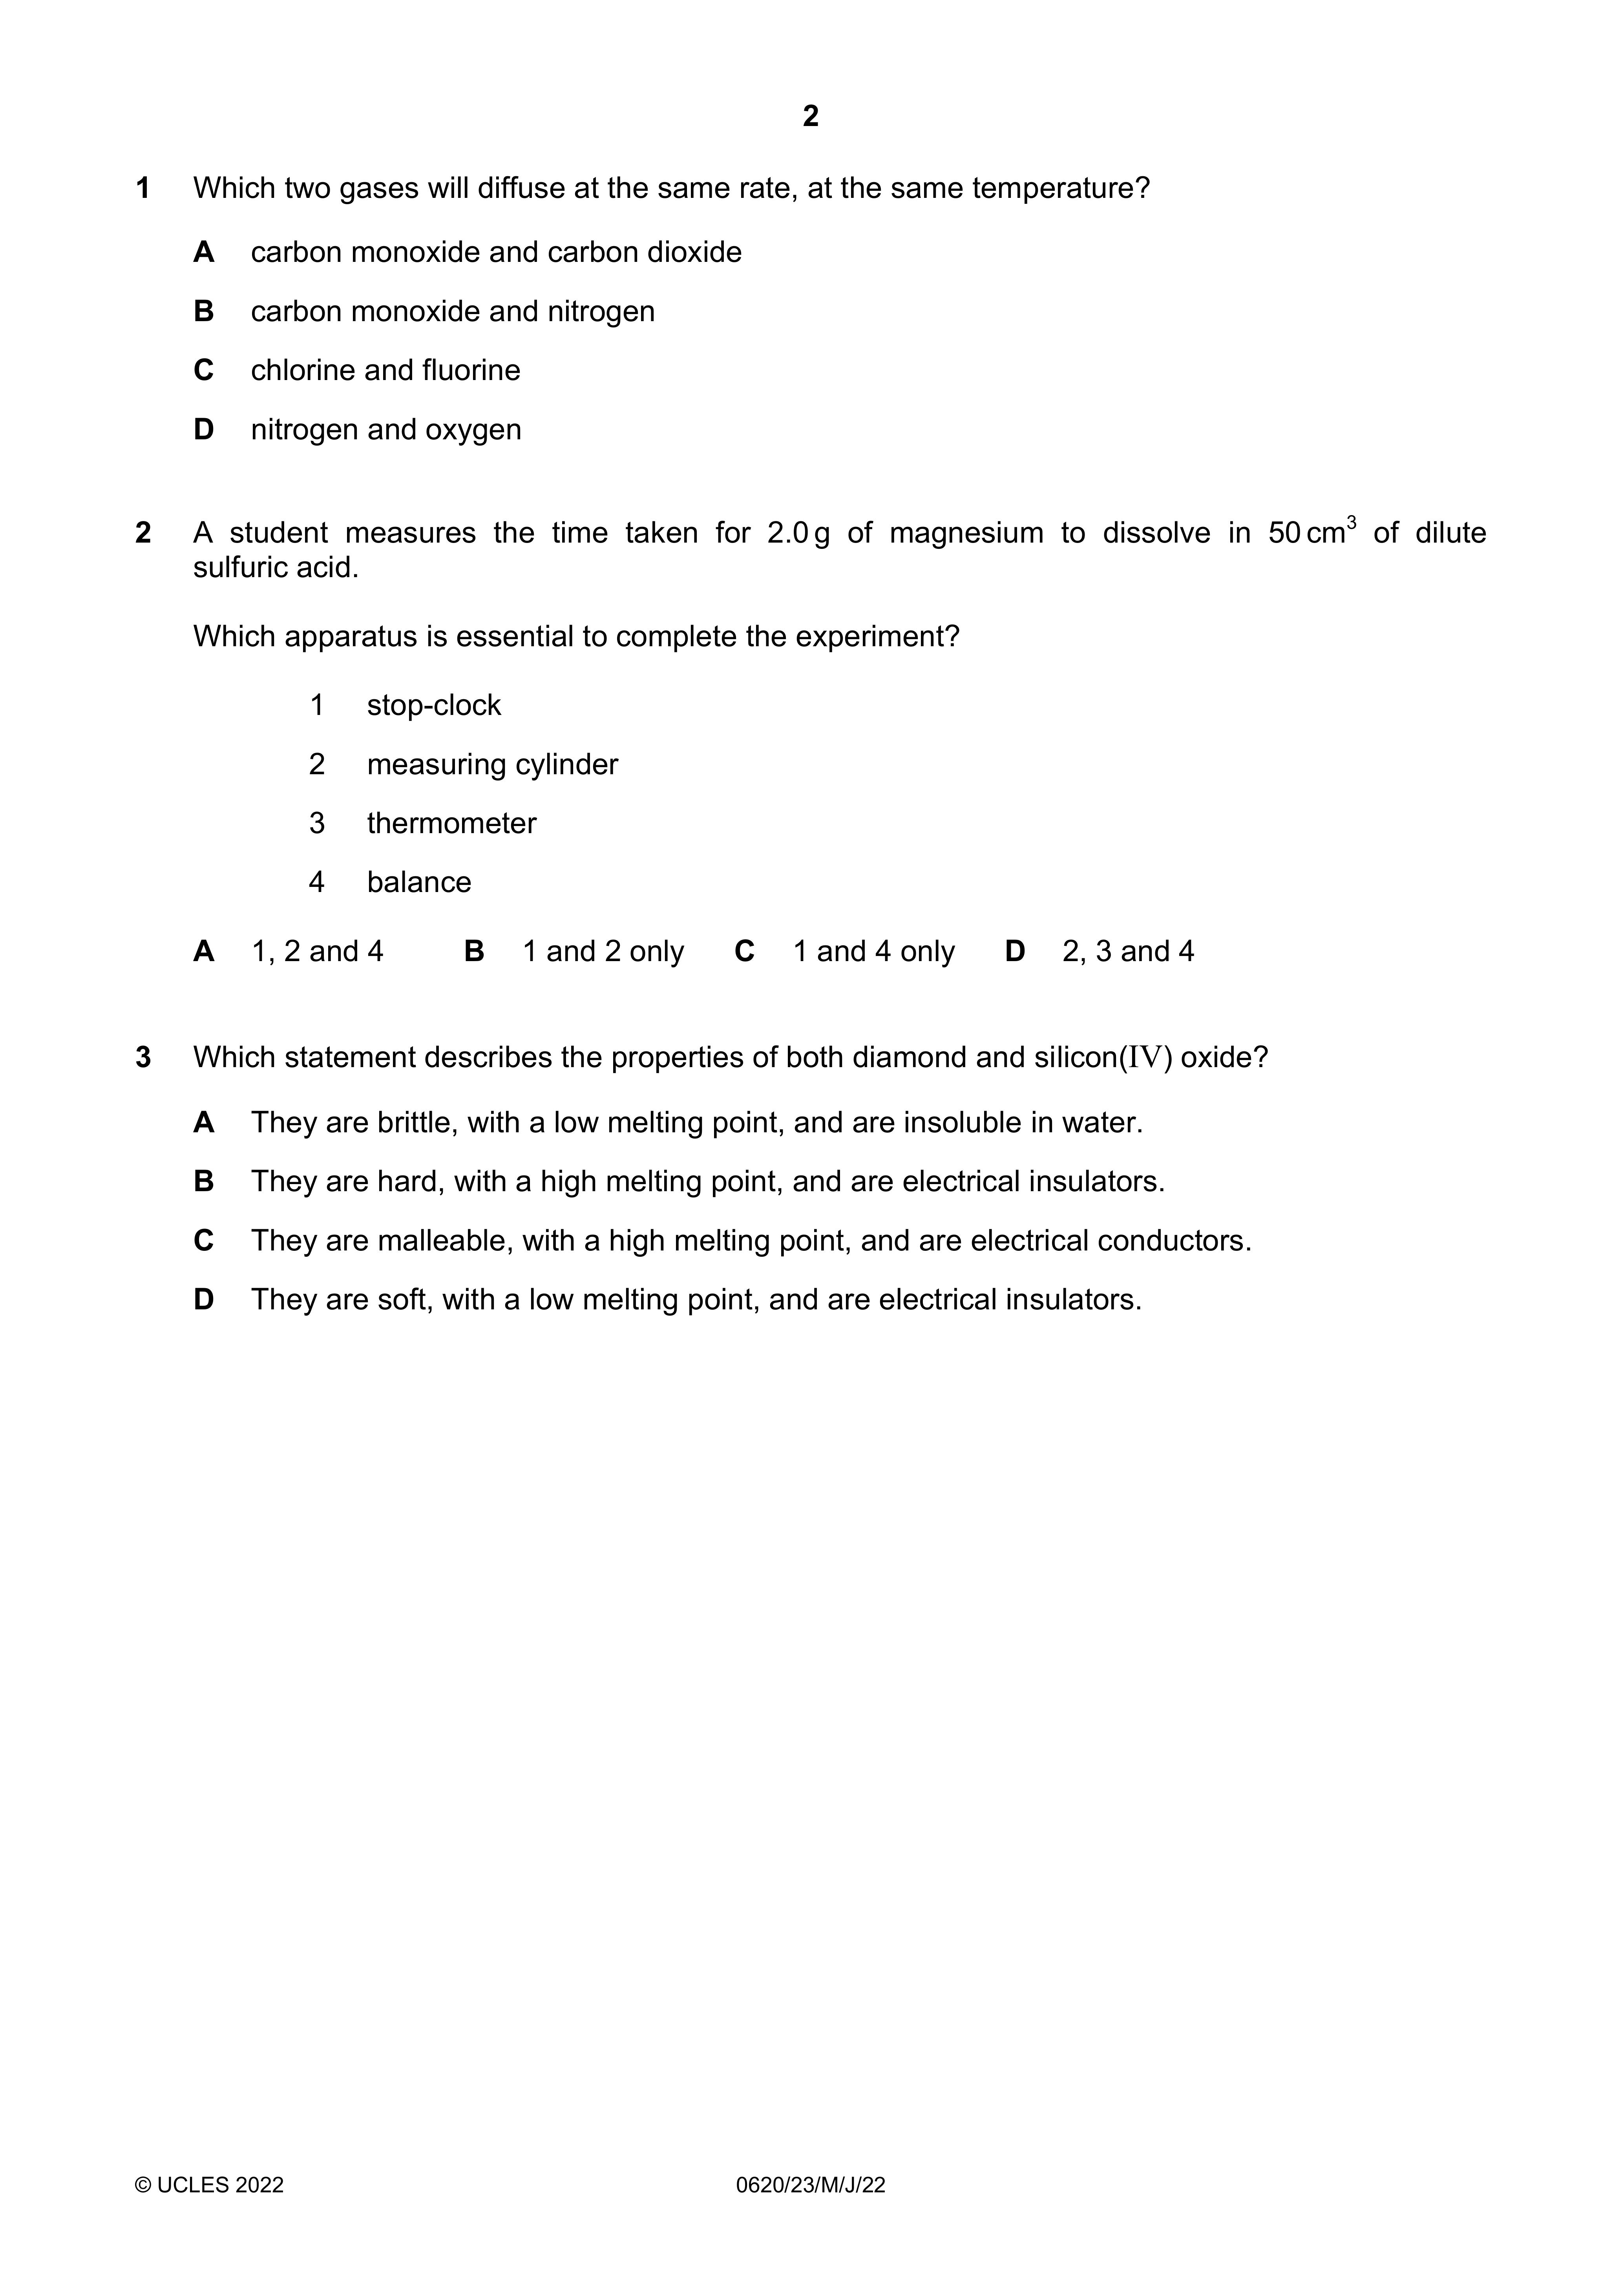 2
1 Which two gases will diffuse at the same rate, at the same temperature?
A carbon monoxide and carbon dioxide
B carbon monoxide and nitrogen
C chlorine and fluorine
D nitrogen and oxygen
2 A student measures the time taken for 2.0 g of magnesium to dissolve in 50 cm³ of dilute
sulfuric acid.
Which apparatus is essential to complete the experiment?
1 stop-clock
2 measuring cylinder
3 thermometer
4 balance
A 1, 2 and 4 B 1 and 2 only C 1 and 4 only D 2, 3 and 4
3 Which statement describes the properties of both diamond and silicon(IV) oxide?
A They are brittle, with a low melting point, and are insoluble in water.
B They are hard, with a high melting point, and are electrical insulators.
C They are malleable, with a high melting point, and are electrical conductors.
D They are soft, with a low melting point, and are electrical insulators.
© UCLES 2022 0620/23/M/J/22